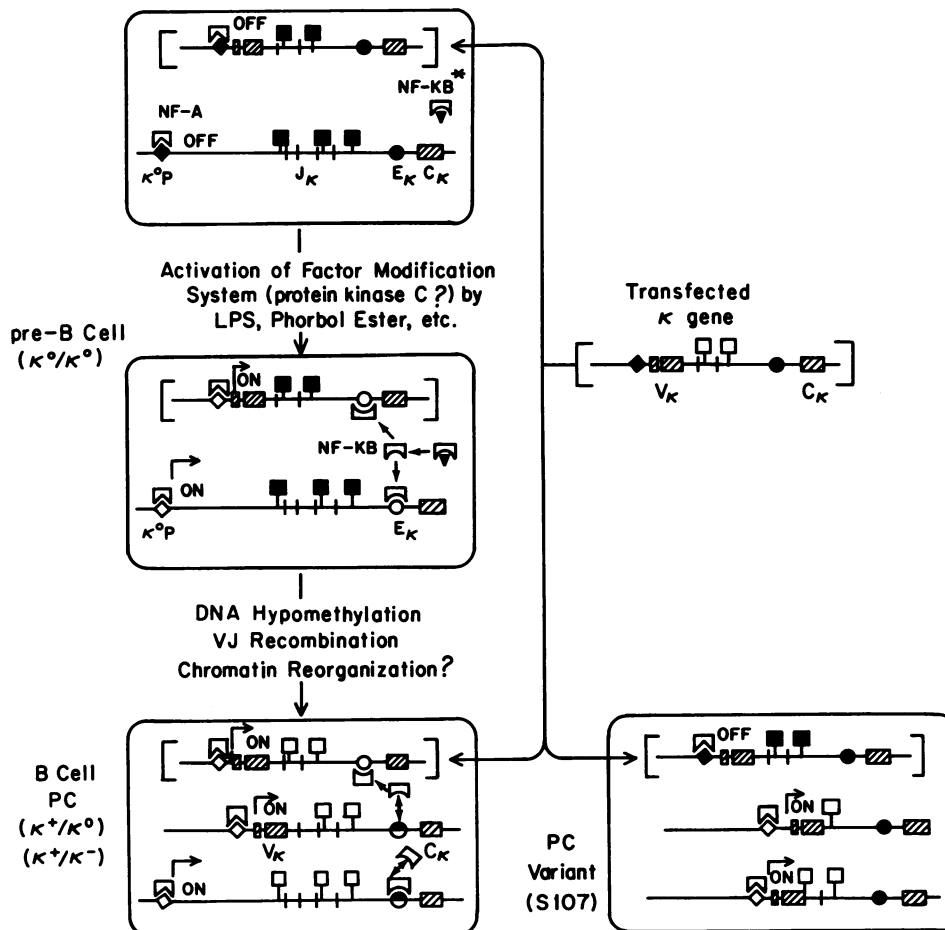 OFF
NF-KB*
NF-A
OFF
κ°P
Jκ
Eκ Cκ
Activation of Factor Modification
System (protein kinase C?) by
LPS, Phorbol Ester, etc.
Transfected
κ gene
Vκ
Cκ
pre-B Cell
(κ°/κ°)
ON
NF-KB
ON
κ°P
Eκ
DNA Hypomethylation
VJ Recombination
Chromatin Reorganization?
B Cell
PC
(κ⁺/κ°)
(κ⁺/κ⁻)
ON
ON
Vκ
Cκ
ON
PC
Variant
(S107)
OFF
ON
ON